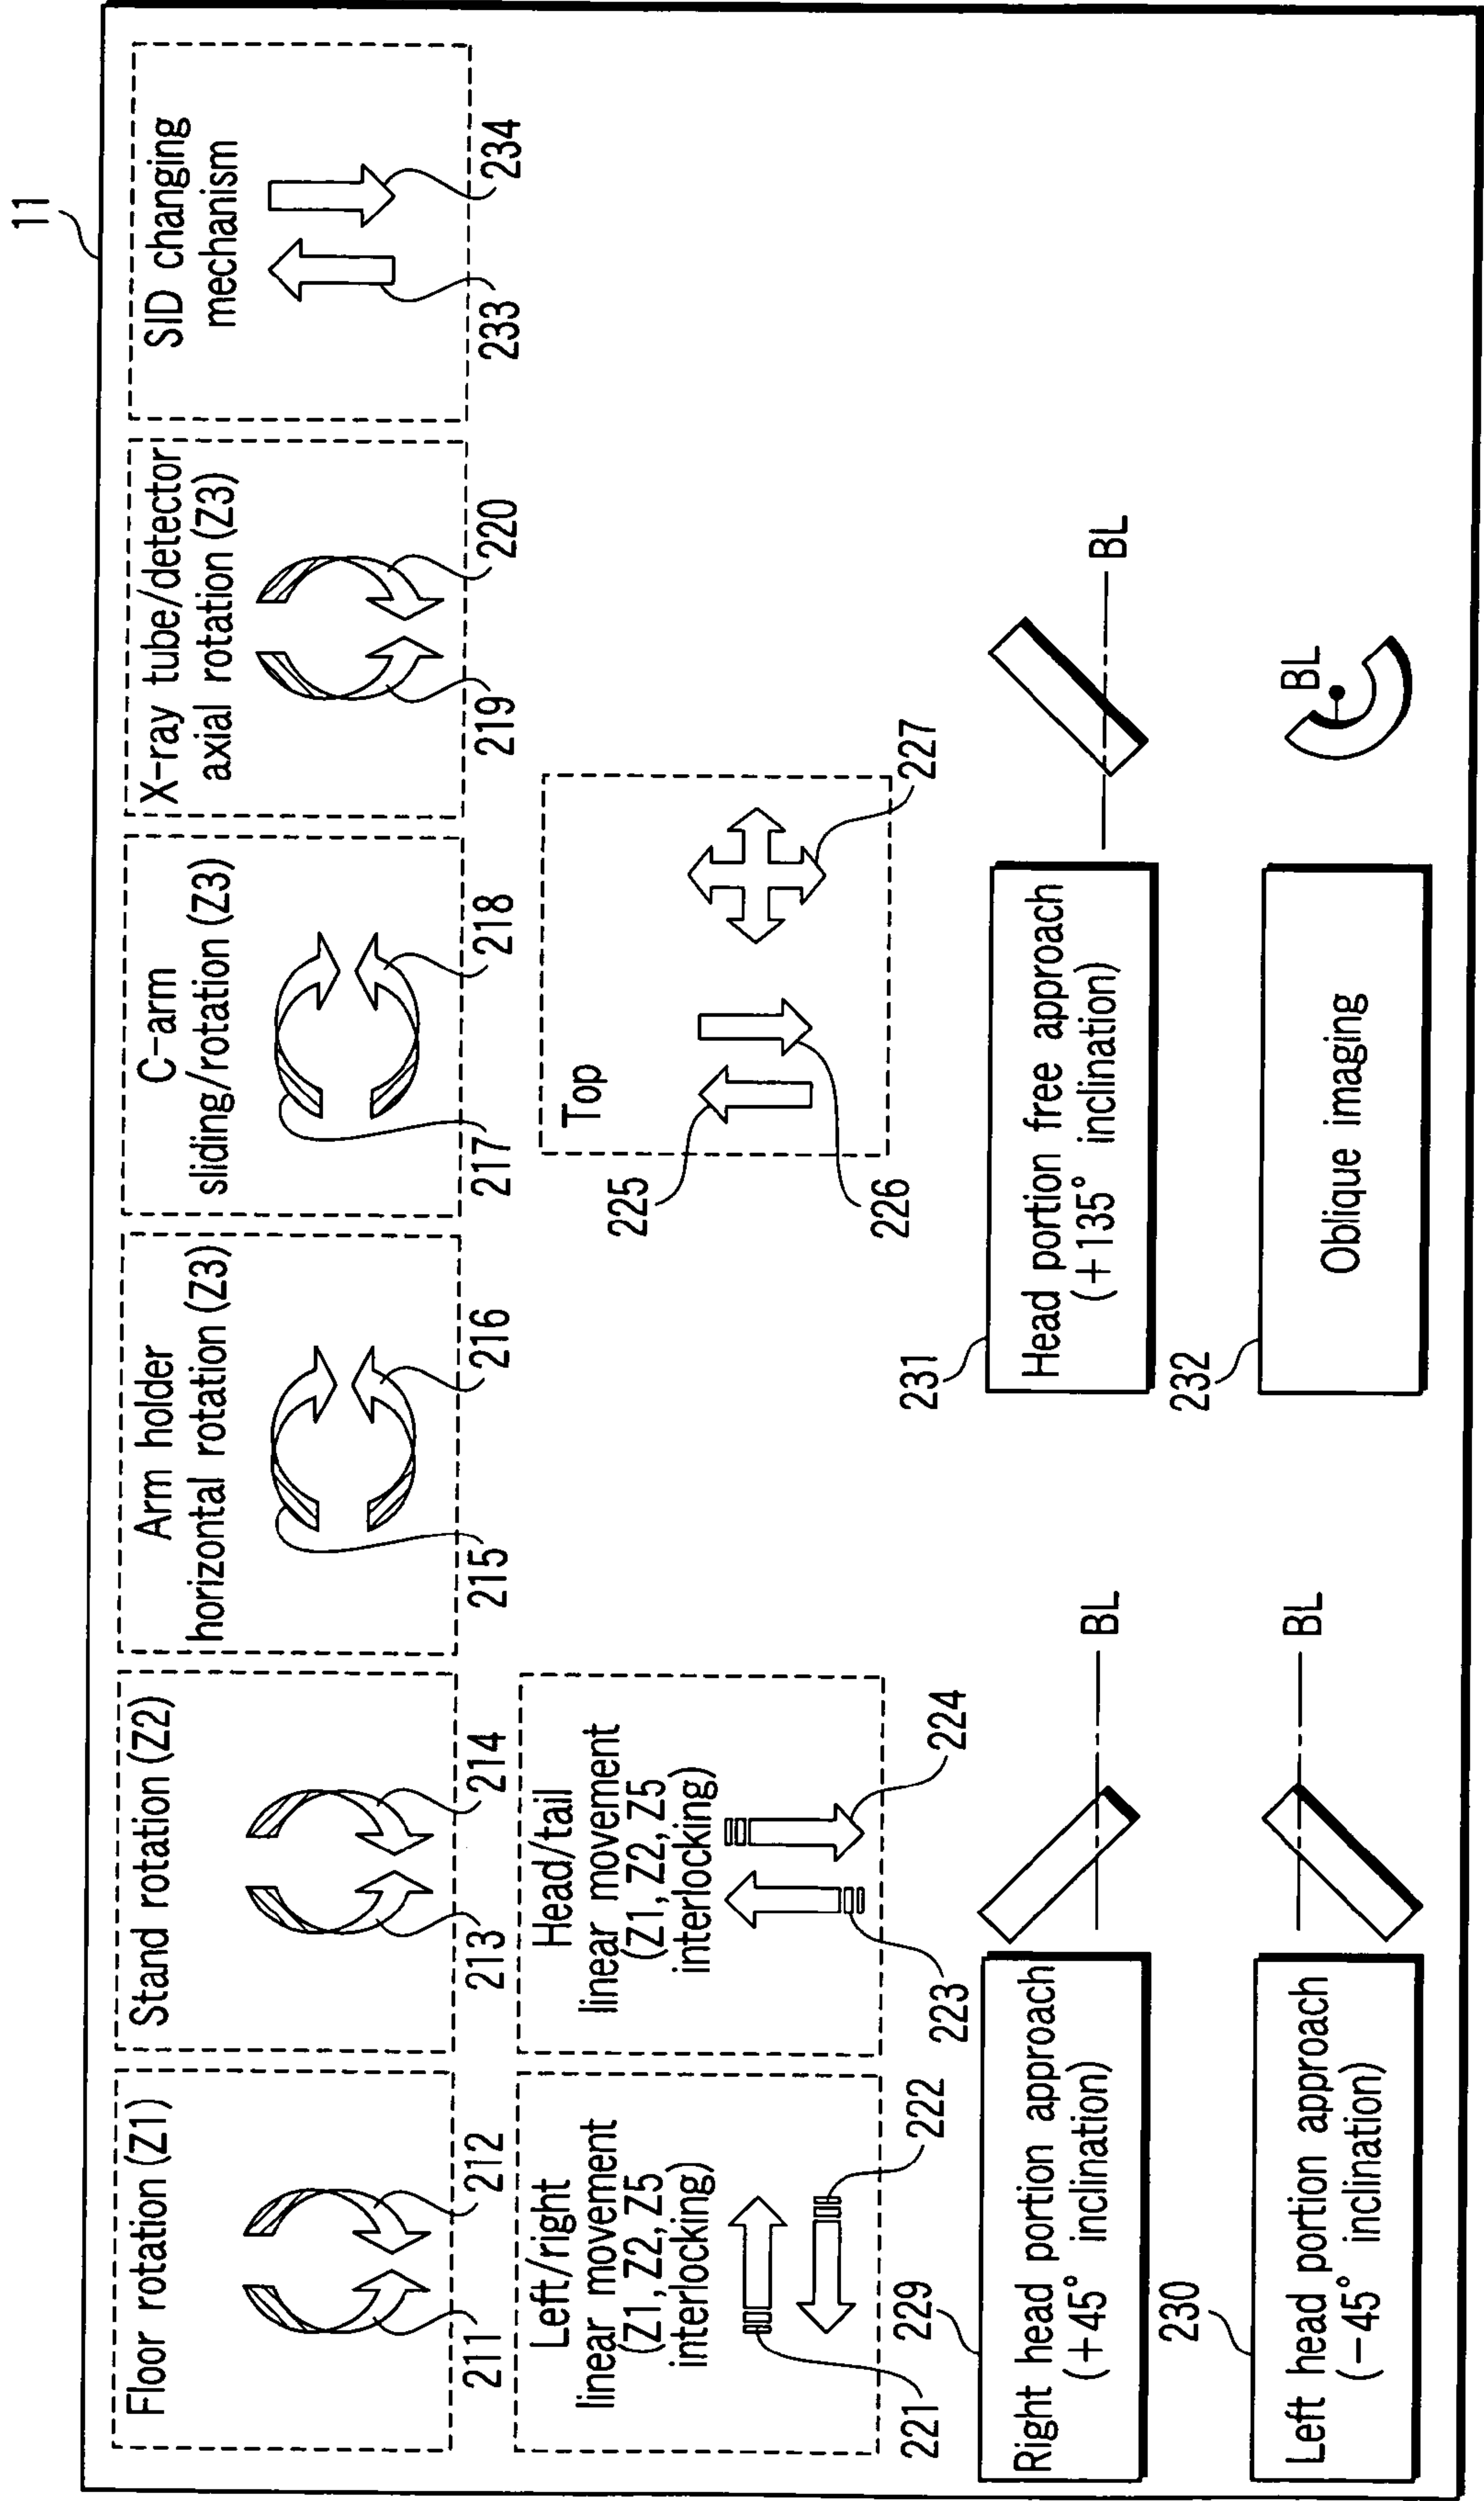 11
Floor rotation (Z1)
211
212
Stand rotation (Z2)
213
214
Arm holder
horizontal rotation (Z3)
215
216
C-arm
sliding/rotation (Z3)
217
218
X-ray tube/detector
axial rotation (Z3)
219
220
SID changing
mechanism
233
234
Left/right
linear movement
(Z1, Z2, Z5
interlocking)
221
222
Head/tail
linear movement
(Z1, Z2, Z5
interlocking)
223
224
Top
225
226
227
229
Right head portion approach
(+45° inclination)
BL
231
Head portion free approach
(+135° inclination)
BL
230
Left head portion approach
(-45° inclination)
BL
232
Oblique imaging
BL